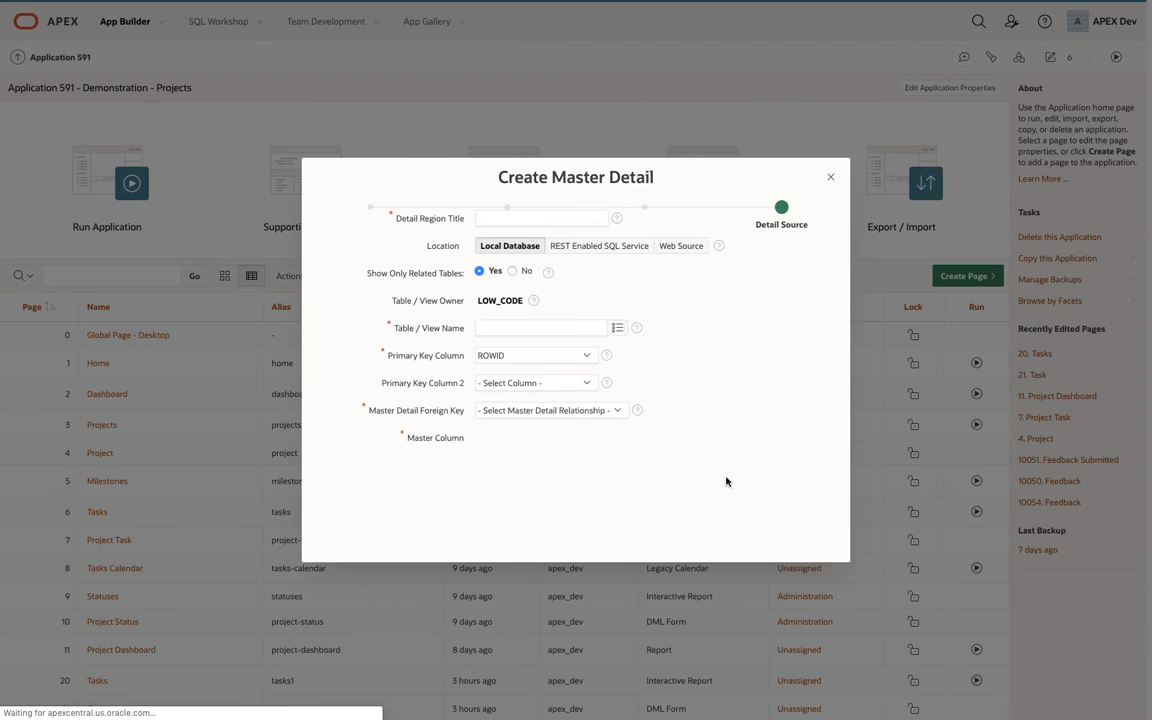 APEX App Builder SQL Workshop Team Development App Gallery A APEX Dev
Application 591 6
Application 591 - Demonstration - Projects Edit Application Properties
Run Application Supporti Export / Import
Go Actions Create Page
Page Name Alias Lock Run
0 Global Page - Desktop -
1 Home home
2 Dashboard dashboa
3 Projects projects
4 Project project
5 Milestones milestor
6 Tasks tasks
7 Project Task project-
8 Tasks Calendar tasks-calendar 9 days ago apex_dev Legacy Calendar Unassigned
9 Statuses statuses 9 days ago apex_dev Interactive Report Administration
10 Project Status project-status 9 days ago apex_dev DML Form Administration
11 Project Dashboard project-dashboard 8 days ago apex_dev Report Unassigned
20 Tasks tasks1 3 hours ago apex_dev Interactive Report Unassigned
3 hours ago apex_dev DML Form Unassigned
Create Master Detail
Detail Source
* Detail Region Title
Location Local Database REST Enabled SQL Service Web Source
Show Only Related Tables: Yes No
Table / View Owner LOW_CODE
* Table / View Name
* Primary Key Column ROWID
Primary Key Column 2 - Select Column -
* Master Detail Foreign Key - Select Master Detail Relationship -
* Master Column
About
Use the Application home page
to run, edit, import, export,
copy, or delete an application.
Select a page to edit the page
properties, or click Create Page
to add a page to the application.
Learn More ...
Tasks
Delete this Application
Copy this Application
Manage Backups
Browse by Facets
Recently Edited Pages
20. Tasks
21. Task
11. Project Dashboard
7. Project Task
4. Project
10051. Feedback Submitted
10050. Feedback
10054. Feedback
Last Backup
7 days ago
Waiting for apexcentral.us.oracle.com...